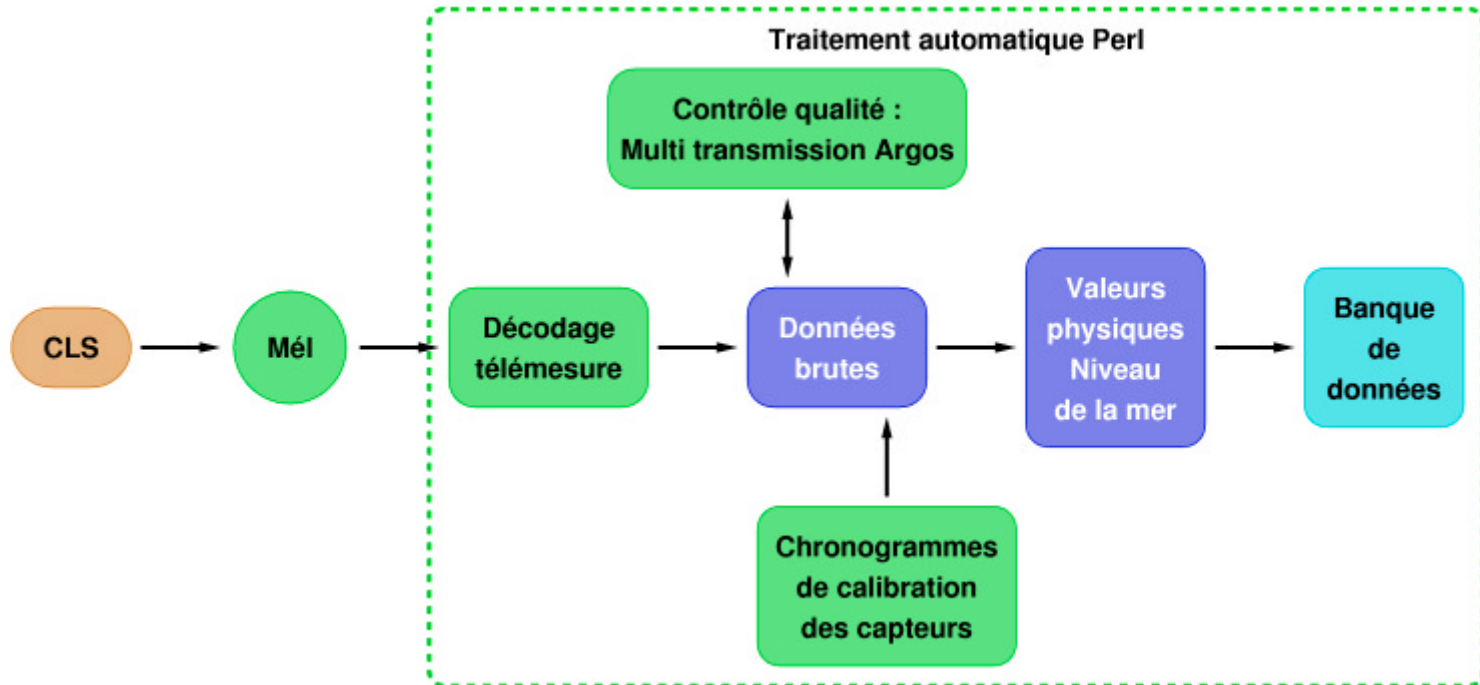 Traitement automatique Perl
Contrôle qualité :
Multi transmission Argos
CLS
Mél
Décodage
télémesure
Données
brutes
Valeurs
physiques
Niveau
de la mer
Banque
de
données
Chronogrammes
de calibration
des capteurs